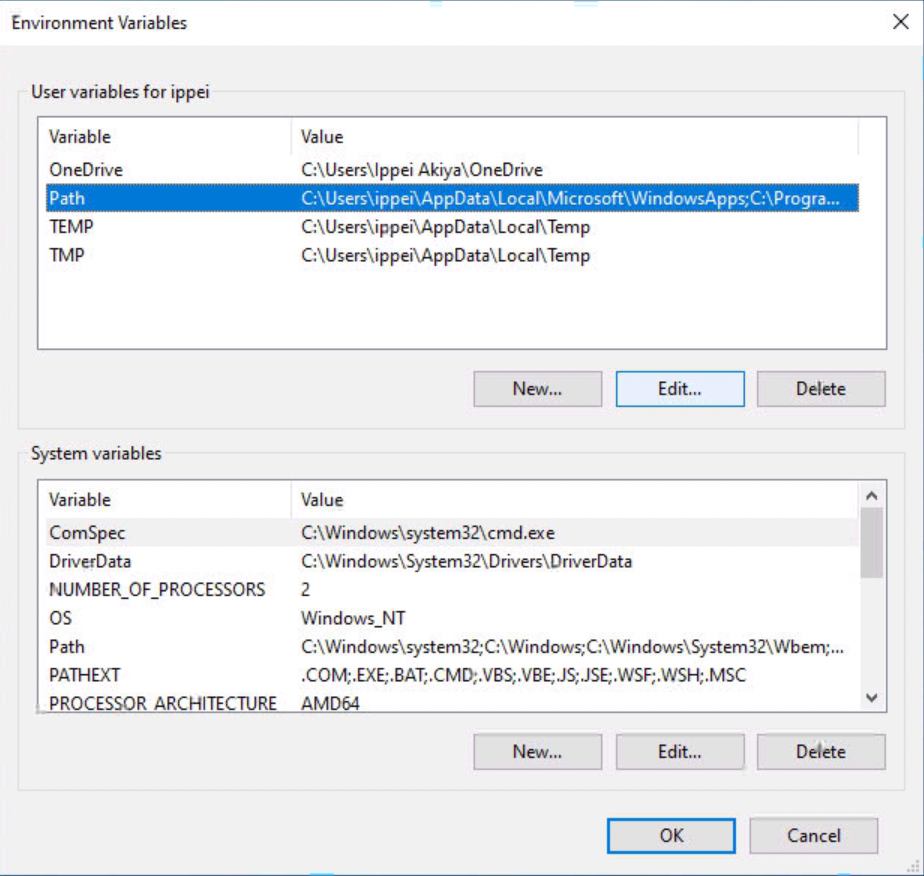 Environment Variables
User variables for ippei
Variable Value
OneDrive C:\Users\Ippei Akiya\OneDrive
Path C:\Users\ippei\AppData\Local\Microsoft\WindowsApps;C:\Progra...
TEMP C:\Users\ippei\AppData\Local\Temp
TMP C:\Users\ippei\AppData\Local\Temp
New... Edit... Delete
System variables
Variable Value
ComSpec C:\Windows\system32\cmd.exe
DriverData C:\Windows\System32\Drivers\DriverData
NUMBER_OF_PROCESSORS 2
OS Windows_NT
Path C:\Windows\system32;C:\Windows;C:\Windows\System32\Wbem;...
PATHEXT .COM;.EXE;.BAT;.CMD;.VBS;.VBE;.JS;.JSE;.WSF;.WSH;.MSC
PROCESSOR_ARCHITECTURE AMD64
New... Edit... Delete
OK Cancel